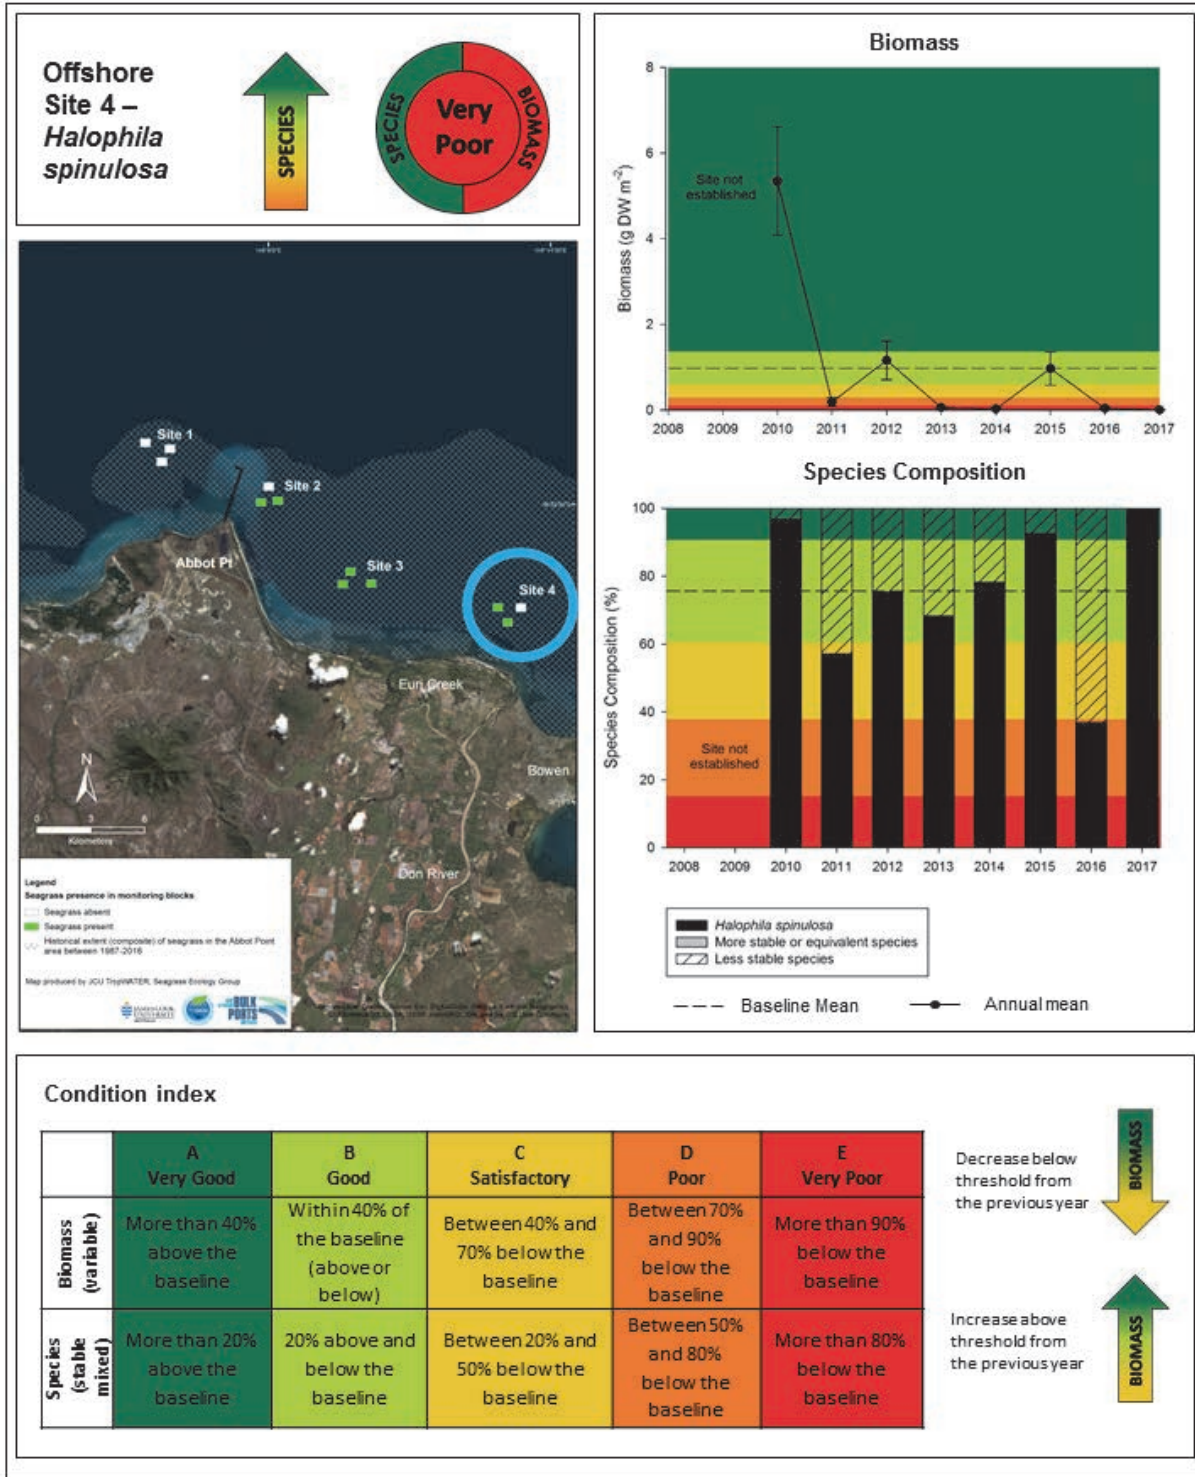 Offshore
Site 4 –
Halophila
spinulosa
SPECIES
SPECIES
BIOMASS
Very
Poor
Site 1
Site 2
Abbot Pt
Site 3
Site 4
Euri Creek
Bowen
Don River
N
0 3 6
Kilometers
Legend
Seagrass presence in monitoring blocks
Seagrass absent
Seagrass present
Historical extent (composite) of seagrass in the Abbot Point
area between 1987-2016
Map produced by JCU TropWATER, Seagrass Ecology Group
JAMES COOK
UNIVERSITY
BULK
PORTS
Biomass
Biomass (g DW m-2)
8
6
4
2
0
Site not
established
2008 2009 2010 2011 2012 2013 2014 2015 2016 2017
Species Composition
Species Composition (%)
100
80
60
40
20
0
Site not
established
2008 2009 2010 2011 2012 2013 2014 2015 2016 2017
Halophila spinulosa
More stable or equivalent species
Less stable species
Baseline Mean
Annual mean
Condition index
A
Very Good
B
Good
C
Satisfactory
D
Poor
E
Very Poor
Biomass
(variable)
More than 40%
above the
baseline
Within 40% of
the baseline
(above or
below)
Between 40% and
70% below the
baseline
Between 70%
and 90%
below the
baseline
More than 90%
below the
baseline
Species
(stable
mixed)
More than 20%
above the
baseline
20% above and
below the
baseline
Between 20% and
50% below the
baseline
Between 50%
and 80%
below the
baseline
More than 80%
below the
baseline
Decrease below
threshold from
the previous year
BIOMASS
Increase above
threshold from
the previous year
BIOMASS